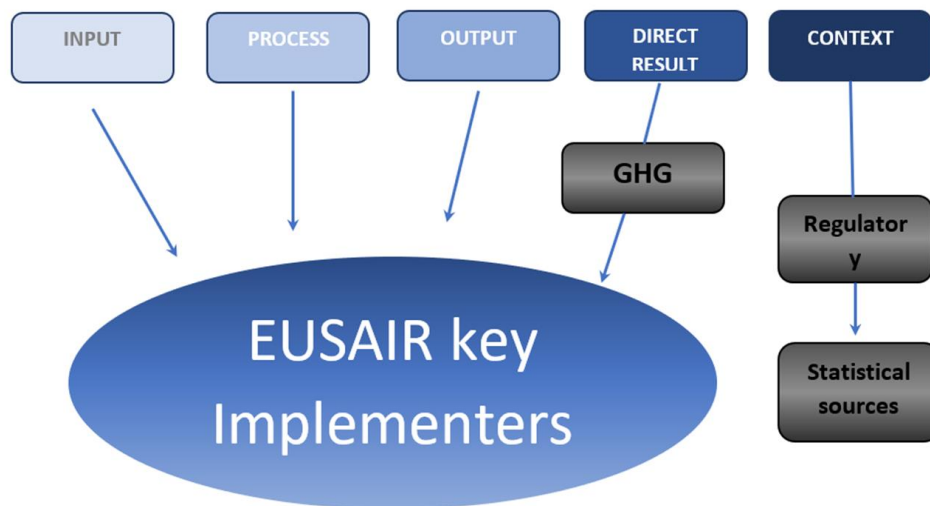 INPUT
PROCESS
OUTPUT
DIRECT
RESULT
CONTEXT
GHG
Regulator
y
Statistical
sources
EUSAIR key
Implementers